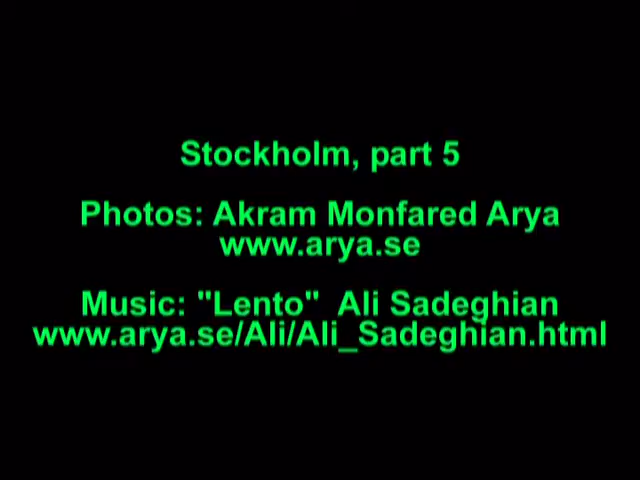 Stockholm, part 5
Photos: Akram Monfared Arya
www.arya.se
Music: "Lento"  Ali Sadeghian
www.arya.se/Ali/Ali_Sadeghian.html